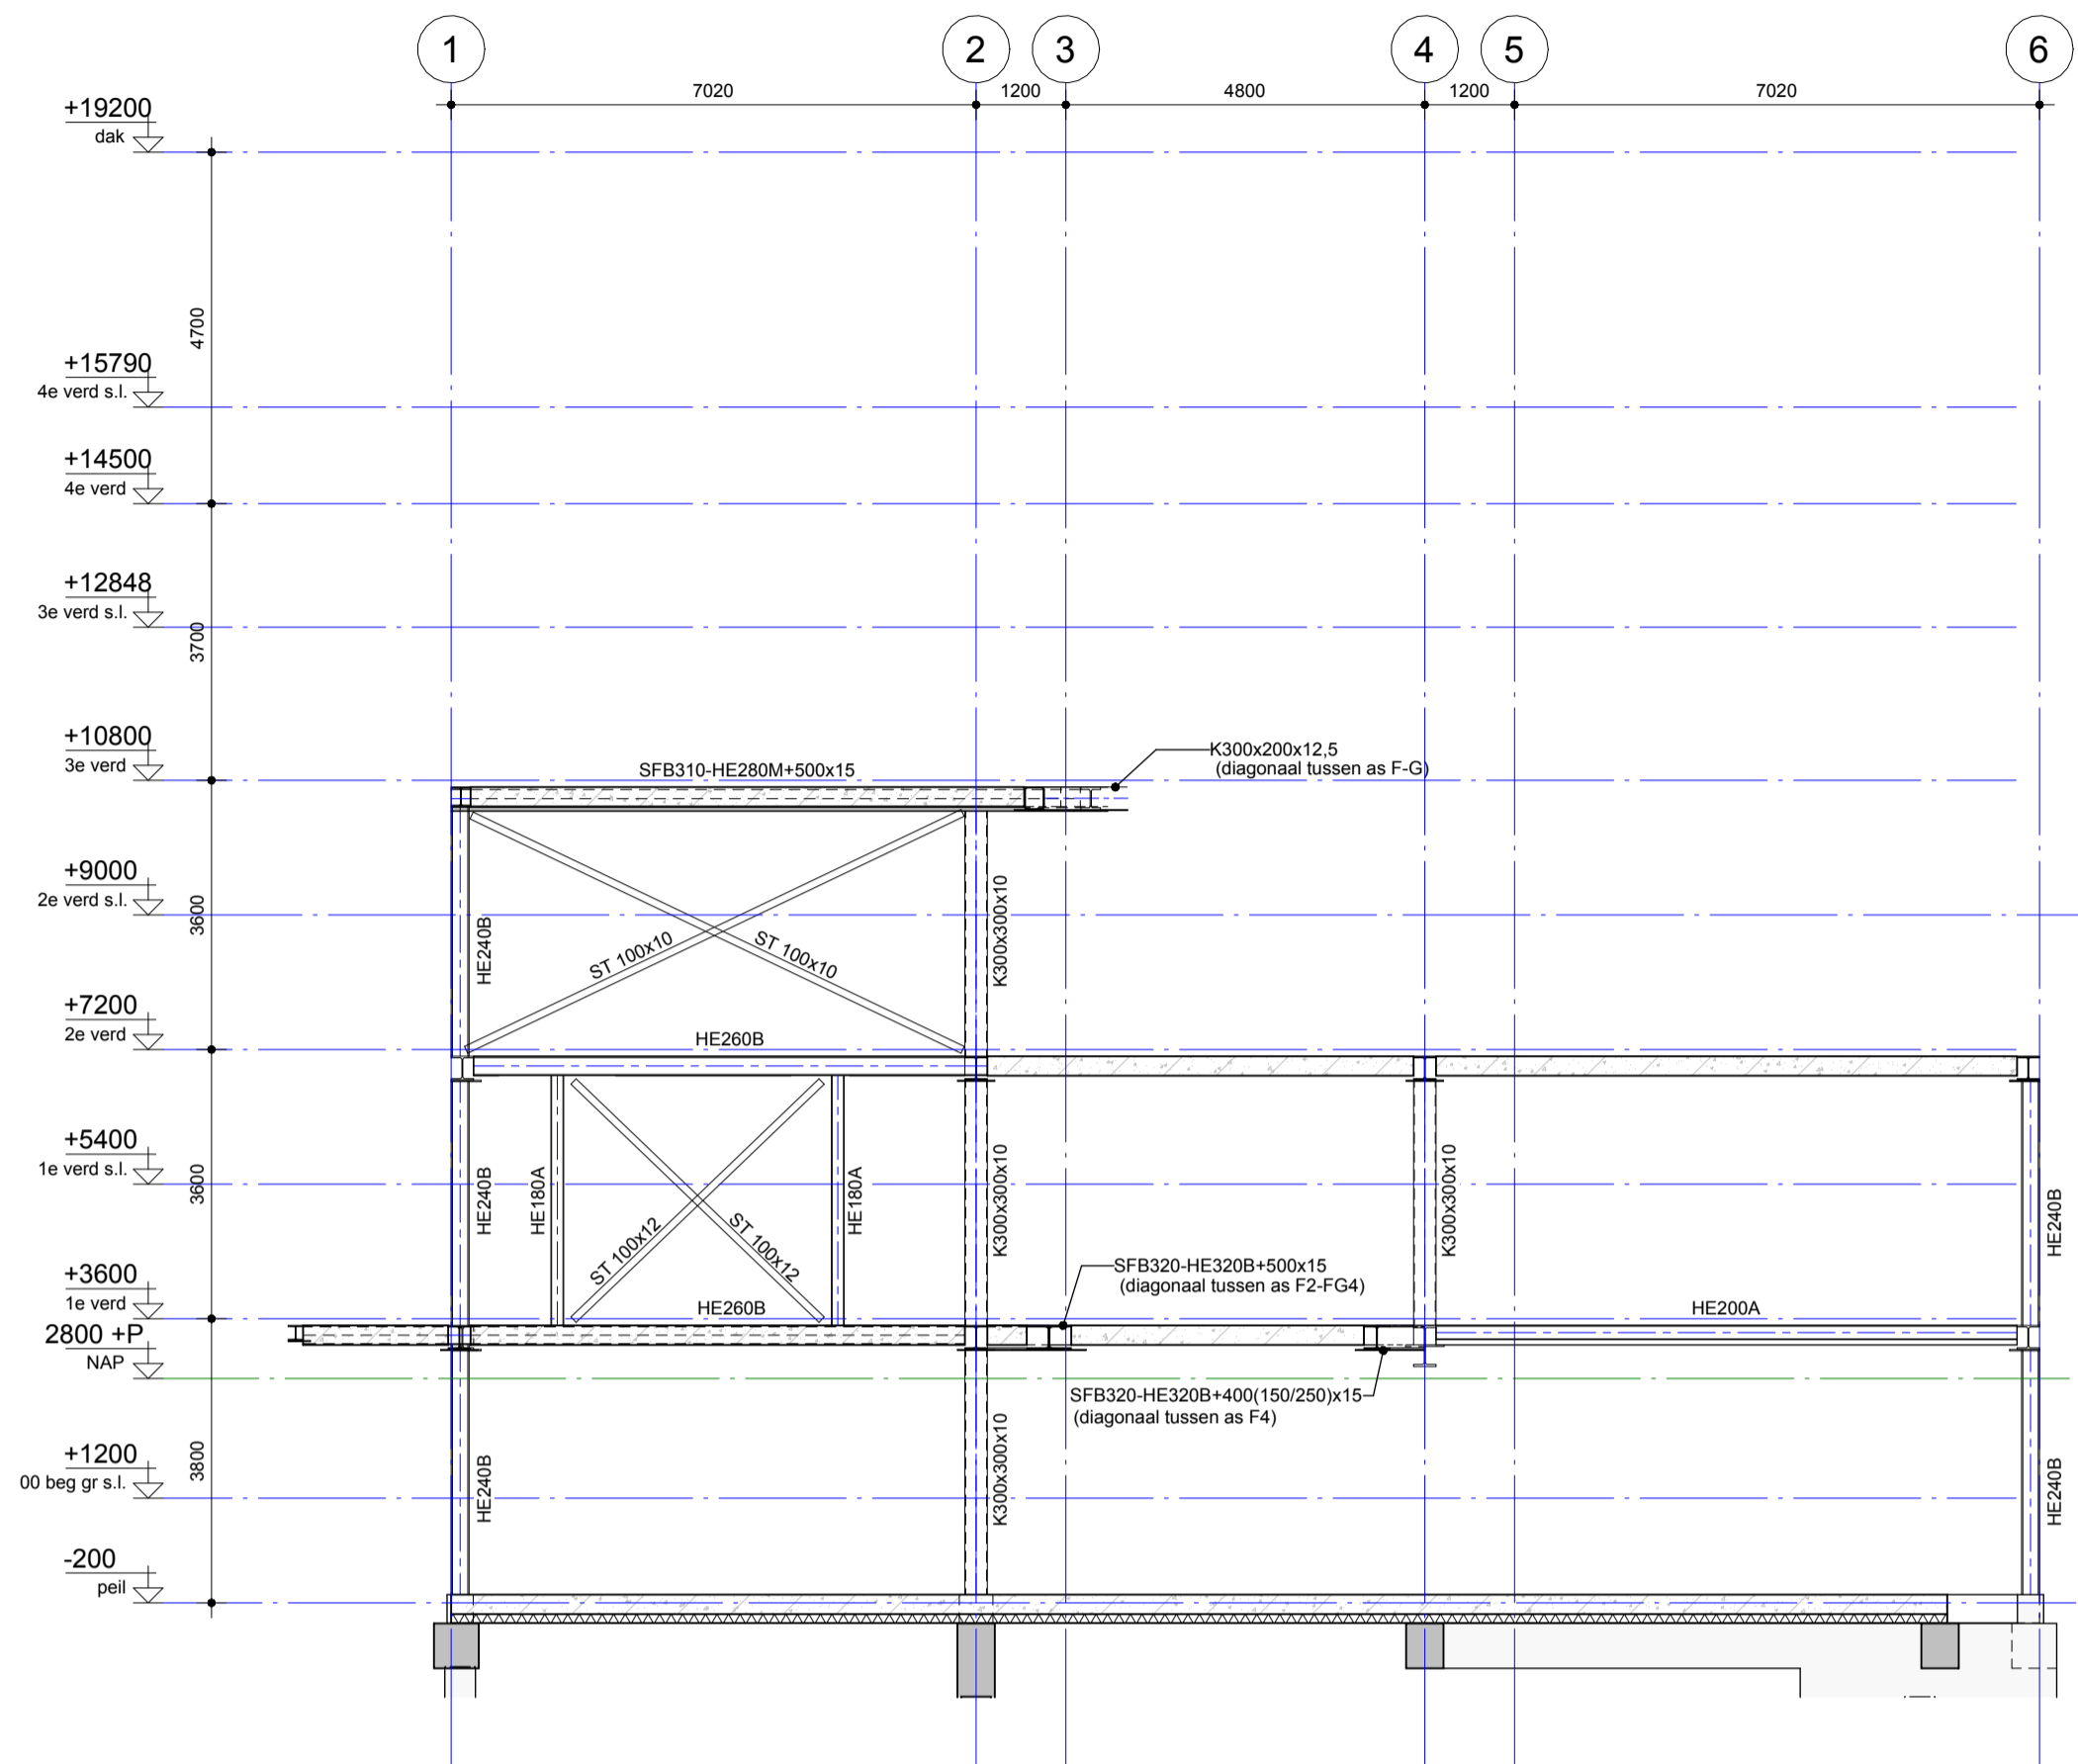 1
2
3
4
5
6
7020
1200
4800
1200
7020
+19200
dak
4700
+15790
4e verd s.l.
+14500
4e verd
+12848
3e verd s.l.
3700
+10800
3e verd
SFB310-HE280M+500x15
K300x200x12,5
(diagonaal tussen as F-G)
+9000
2e verd s.l.
3600
HE240B
ST 100x10
ST 100x10
K300x300x10
+7200
2e verd
HE260B
+5400
1e verd s.l.
3600
HE240B
HE180A
ST 100x12
ST 100x12
HE180A
K300x300x10
K300x300x10
HE240B
SFB320-HE320B+500x15
(diagonaal tussen as F2-FG4)
+3600
1e verd
HE260B
HE200A
2800 +P
NAP
SFB320-HE320B+400(150/250)x15
(diagonaal tussen as F4)
+1200
00 beg gr s.l.
3800
HE240B
K300x300x10
HE240B
-200
peil